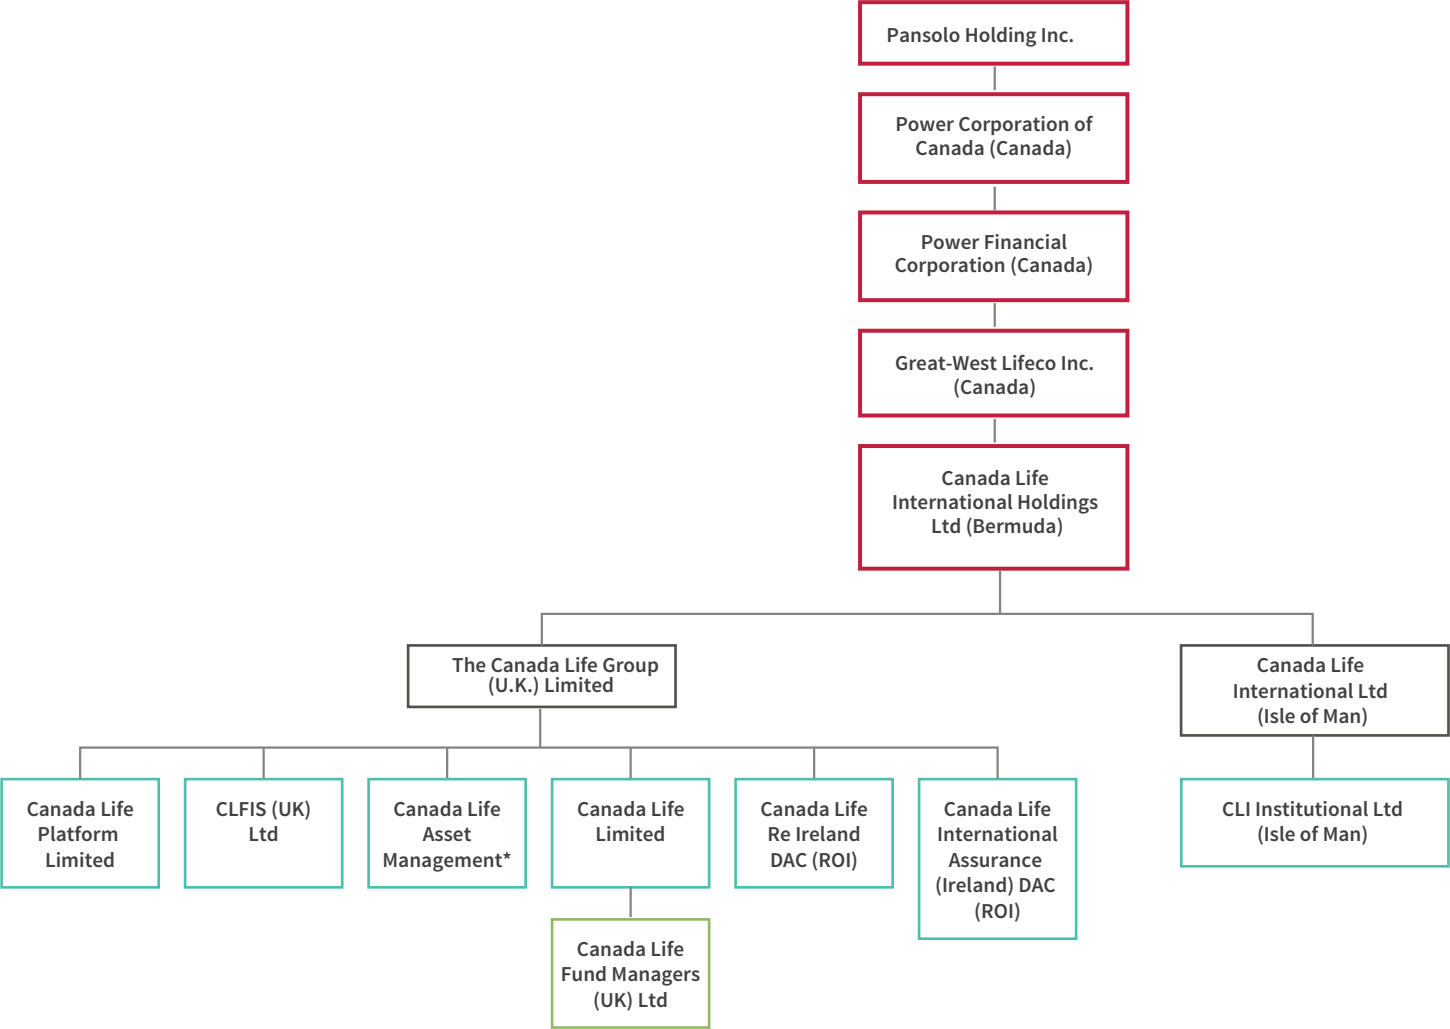 Pansolo Holding Inc.
Power Corporation of
Canada (Canada)
Power Financial
Corporation (Canada)
Great-West Lifeco Inc.
(Canada)
Canada Life
International Holdings
Ltd (Bermuda)
The Canada Life Group
(U.K.) Limited
Canada Life
International Ltd
(Isle of Man)
Canada Life
Platform
Limited
CLFIS (UK)
Ltd
Canada Life
Asset
Management*
Canada Life
Limited
Canada Life
Re Ireland
DAC (ROI)
Canada Life
International
Assurance
(Ireland) DAC
(ROI)
CLI Institutional Ltd
(Isle of Man)
Canada Life
Fund Managers
(UK) Ltd